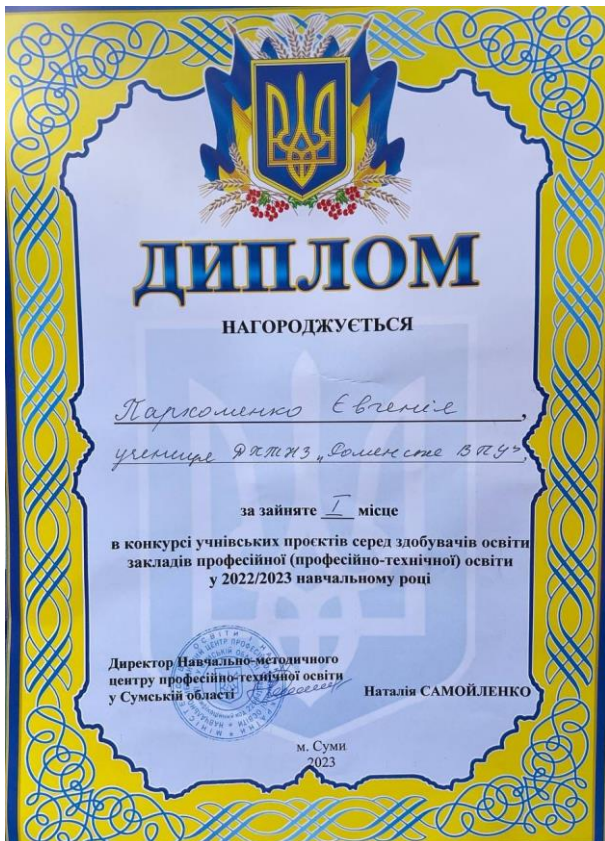 ДИПЛОМ
НАГОРОДЖУЄТЬСЯ
Пархоменко Євгенія,
учениця ДПТНЗ „Роменське ВПУ",
за зайняте I місце
в конкурсі учнівських проєктів серед здобувачів освіти
закладів професійної (професійно-технічної) освіти
у 2022/2023 навчальному році
Директор Навчально-методичного
центру професійно-технічної освіти
у Сумській області
Наталія САМОЙЛЕНКО
м. Суми
2023